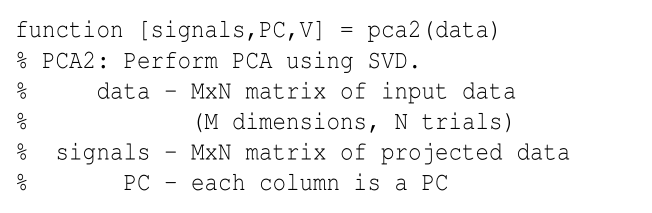 function [signals,PC,V] = pca2(data)
% PCA2: Perform PCA using SVD.
%     data - MxN matrix of input data
%            (M dimensions, N trials)
%  signals - MxN matrix of projected data
%       PC - each column is a PC